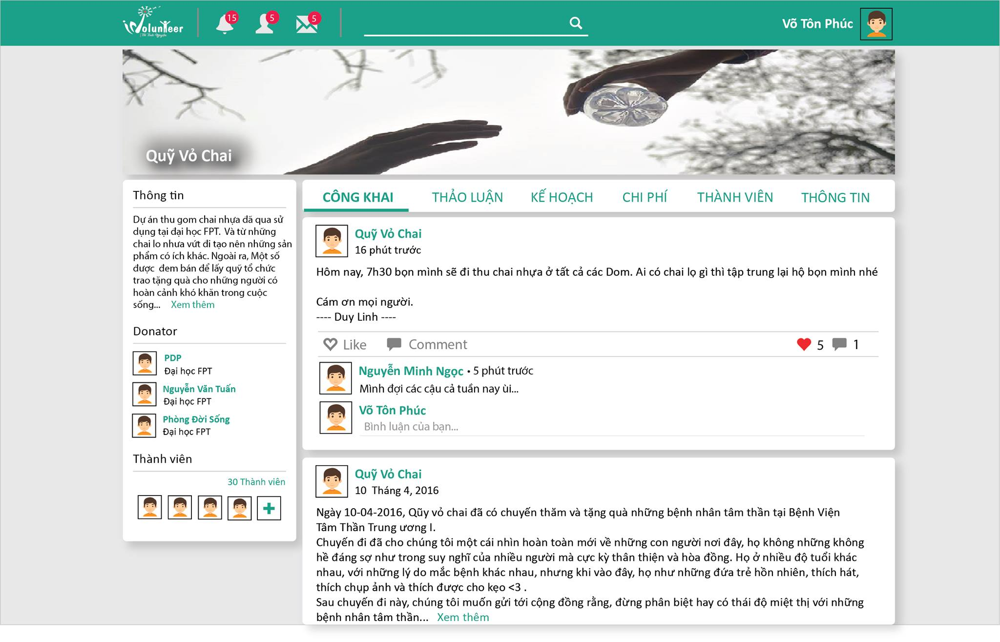 iVolunteer
Tôi Tình Nguyện
15
5
5
Võ Tôn Phúc
Quỹ Vỏ Chai
Thông tin
Dự án thu gom chai nhựa đã qua sử
dụng tại đại học FPT. Và từ những
chai lo nhưa vứt đi tạo nên những sản
phẩm có ích khác. Ngoài ra, Một số
được đem bán để lấy quỹ tổ chức
trao tặng quà cho những người có
hoàn cảnh khó khăn trong cuộc
sống... Xem thêm
Donator
PDP
Đại học FPT
Nguyễn Văn Tuấn
Đại học FPT
Phòng Đời Sống
Đại học FPT
Thành viên
30 Thành viên
CÔNG KHAI THẢO LUẬN KẾ HOẠCH CHI PHÍ THÀNH VIÊN THÔNG TIN
Quỹ Vỏ Chai
16 phút trước
Hôm nay, 7h30 bọn mình sẽ đi thu chai nhựa ở tất cả các Dom. Ai có chai lọ gì thì tập trung lại hộ bọn mình nhé
Cám ơn mọi người.
---- Duy Linh ----
Like Comment 5 1
Nguyễn Minh Ngọc • 5 phút trước
Mình đợi các cậu cả tuần nay ùi...
Võ Tôn Phúc
Bình luận của bạn...
Quỹ Vỏ Chai
10 Tháng 4, 2016
Ngày 10-04-2016, Qũy vỏ chai đã có chuyến thăm và tặng quà những bệnh nhân tâm thần tại Bệnh Viện
Tâm Thần Trung ương I.
Chuyến đi đã cho chúng tôi một cái nhìn hoàn toàn mới về những con người nơi đây, họ không những không
hề đáng sợ như trong suy nghĩ của nhiều người mà cực kỳ thân thiện và hòa đồng. Họ ở nhiều độ tuổi khác
nhau, với những lý do mắc bệnh khác nhau, nhưng khi vào đây, họ như những đứa trẻ hồn nhiên, thích hát,
thích chụp ảnh và thích được cho kẹo <3 .
Sau chuyến đi này, chúng tôi muốn gửi tới cộng đồng rằng, đừng phân biệt hay có thái độ miệt thị với những
bệnh nhân tâm thần... Xem thêm